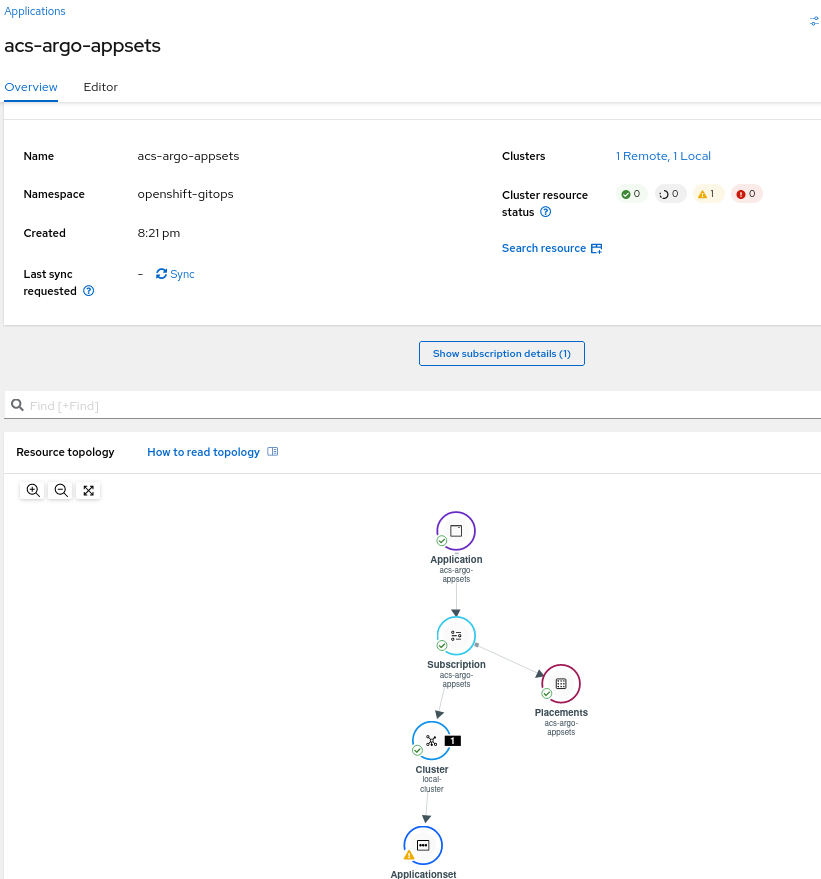 Applications
acs-argo-appsets
Overview Editor
Name acs-argo-appsets
Namespace openshift-gitops
Created 8:21 pm
Last sync
requested - Sync
Clusters 1 Remote, 1 Local
Cluster resource
status 0 0 1 0
Search resource
Show subscription details (1)
Find [+Find]
Resource topology How to read topology
Application
acs-argo-
appsets
Subscription
acs-argo-
appsets
Placements
acs-argo-
appsets
1
Cluster
local-
cluster
Applicationset